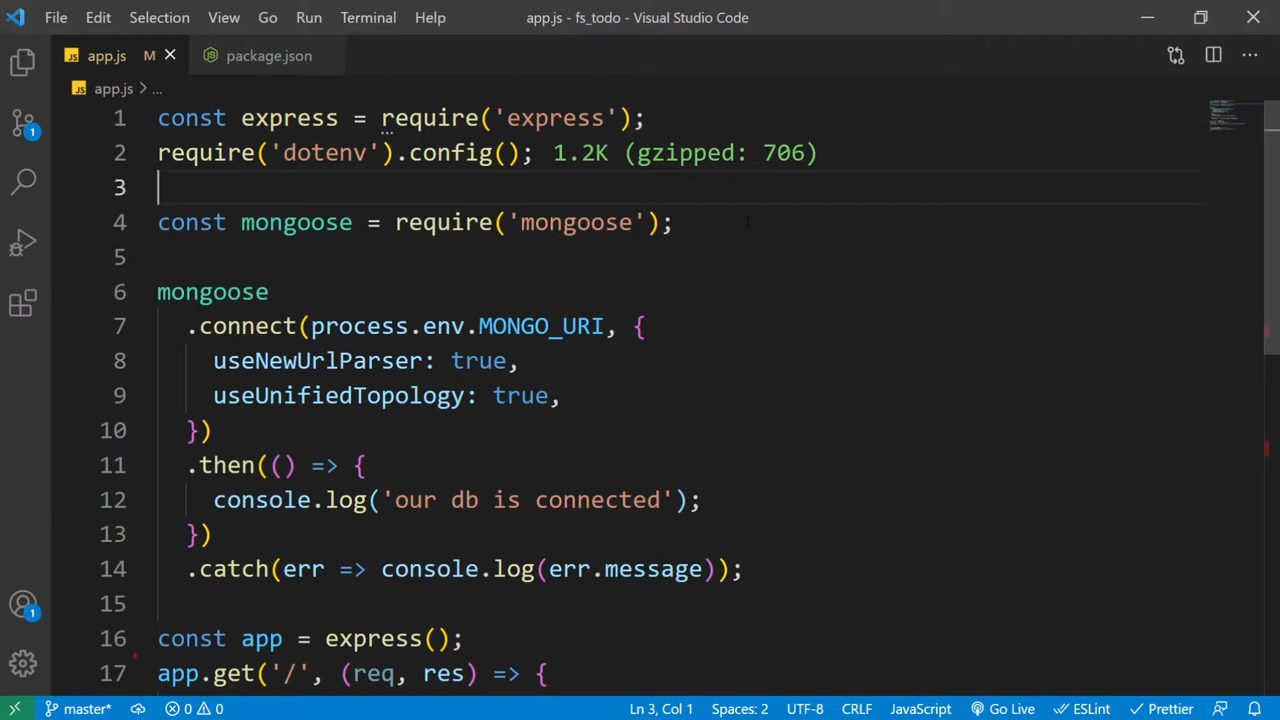 File Edit Selection View Go Run Terminal Help app.js - fs_todo - Visual Studio Code
JS app.js M package.json
JS app.js > ...
1 const express = require('express');
2 require('dotenv').config(); 1.2K (gzipped: 706)
3
4 const mongoose = require('mongoose');
5
6 mongoose
7 .connect(process.env.MONGO_URI, {
8 useNewUrlParser: true,
9 useUnifiedTopology: true,
10 })
11 .then(() => {
12 console.log('our db is connected');
13 })
14 .catch(err => console.log(err.message));
15
16 const app = express();
17 app.get('/', (req, res) => {
1
1
master* 0 0 Ln 3, Col 1 Spaces: 2 UTF-8 CRLF JavaScript Go Live ESLint Prettier